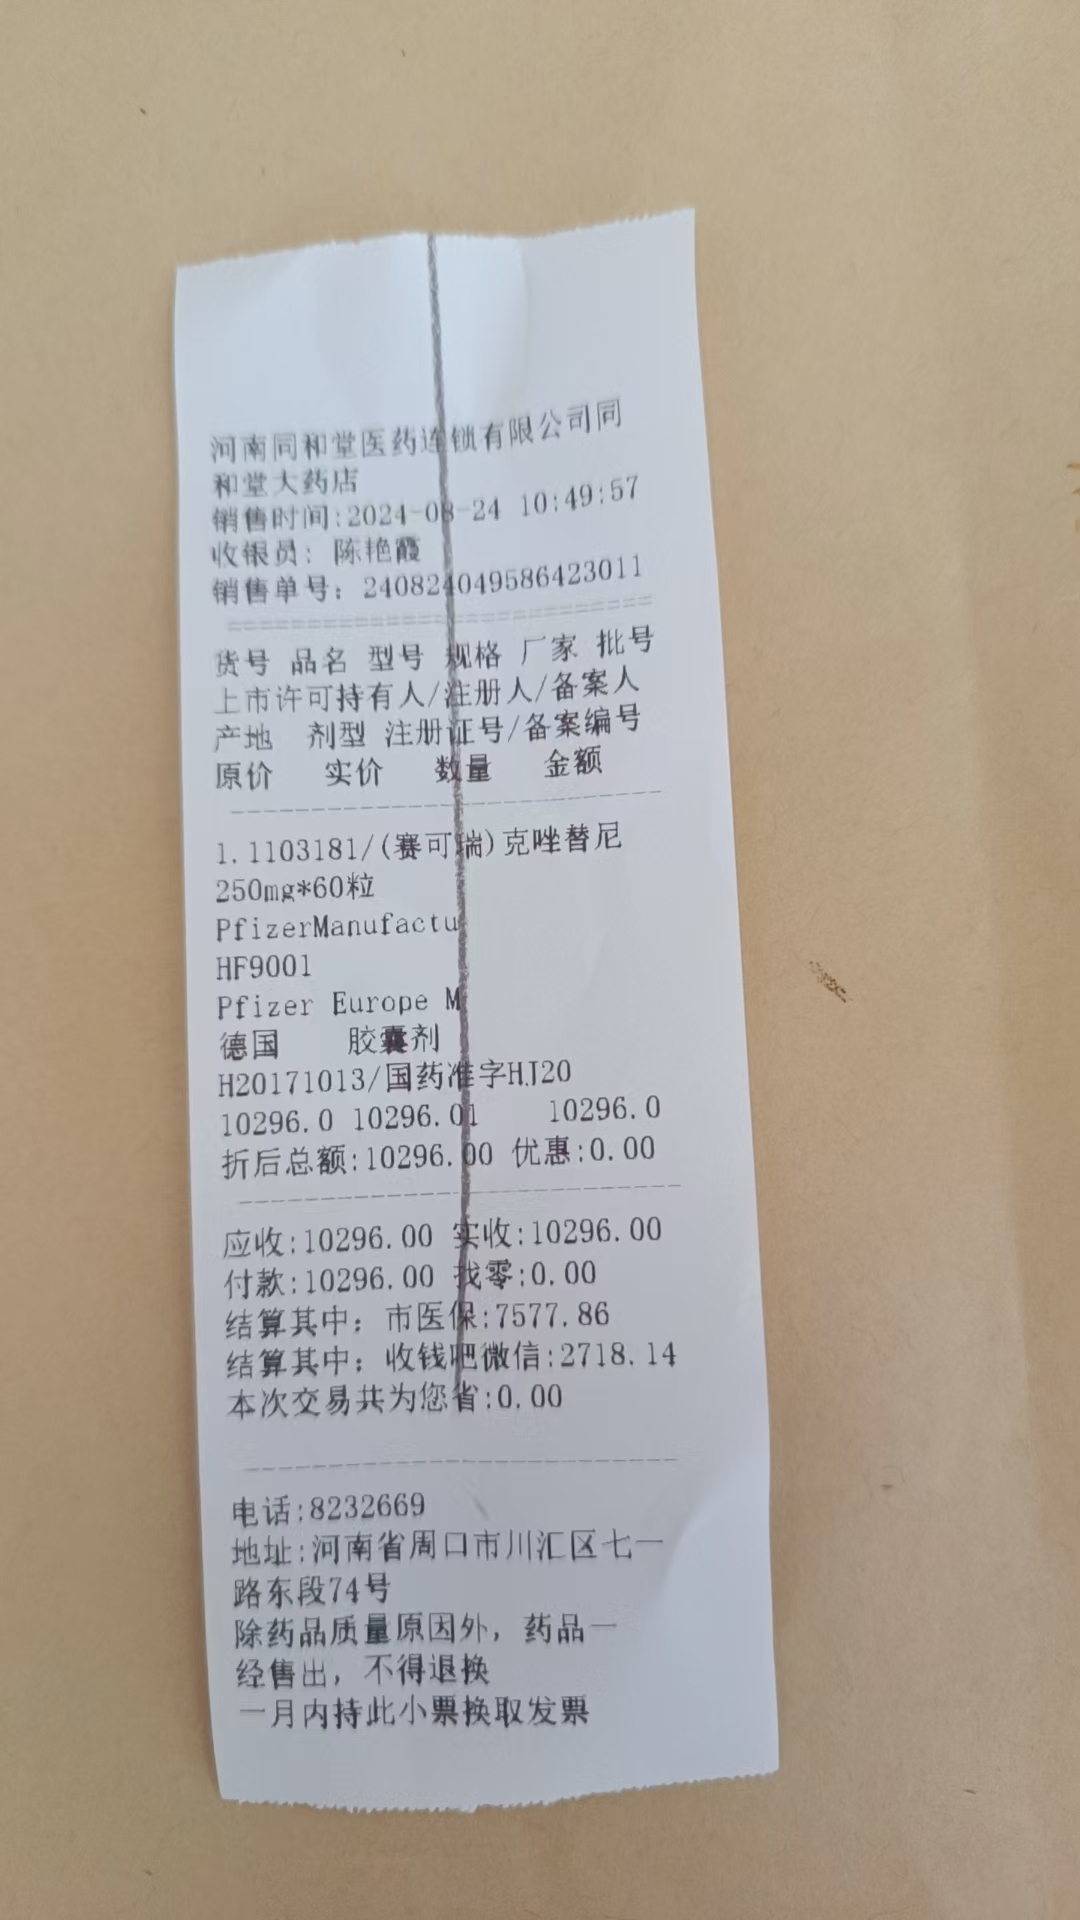 河南同和堂医药连锁有限公司同
和堂大药店
销售时间:2024-08-24 10:49:57
收银员: 陈艳霞
销售单号: 240824049586423011
货号 品名 型号 规格 厂家 批号
上市许可持有人/注册人/备案人
产地 剂型 注册证号/备案编号
原价 实价 数量 金额
1.1103181/(赛可瑞)克唑替尼
250mg*60粒
PfizerManufactu
HF9001
Pfizer Europe M
德国 胶囊剂
H20171013/国药准字HJ20
10296.0 10296.01 10296.0
折后总额:10296.00 优惠:0.00
应收:10296.00 实收:10296.00
付款:10296.00 找零:0.00
结算其中: 市医保:7577.86
结算其中: 收钱吧微信:2718.14
本次交易共为您省:0.00
电话:8232669
地址:河南省周口市川汇区七一
路东段74号
除药品质量原因外, 药品一
经售出, 不得退换
一月内持此小票换取发票